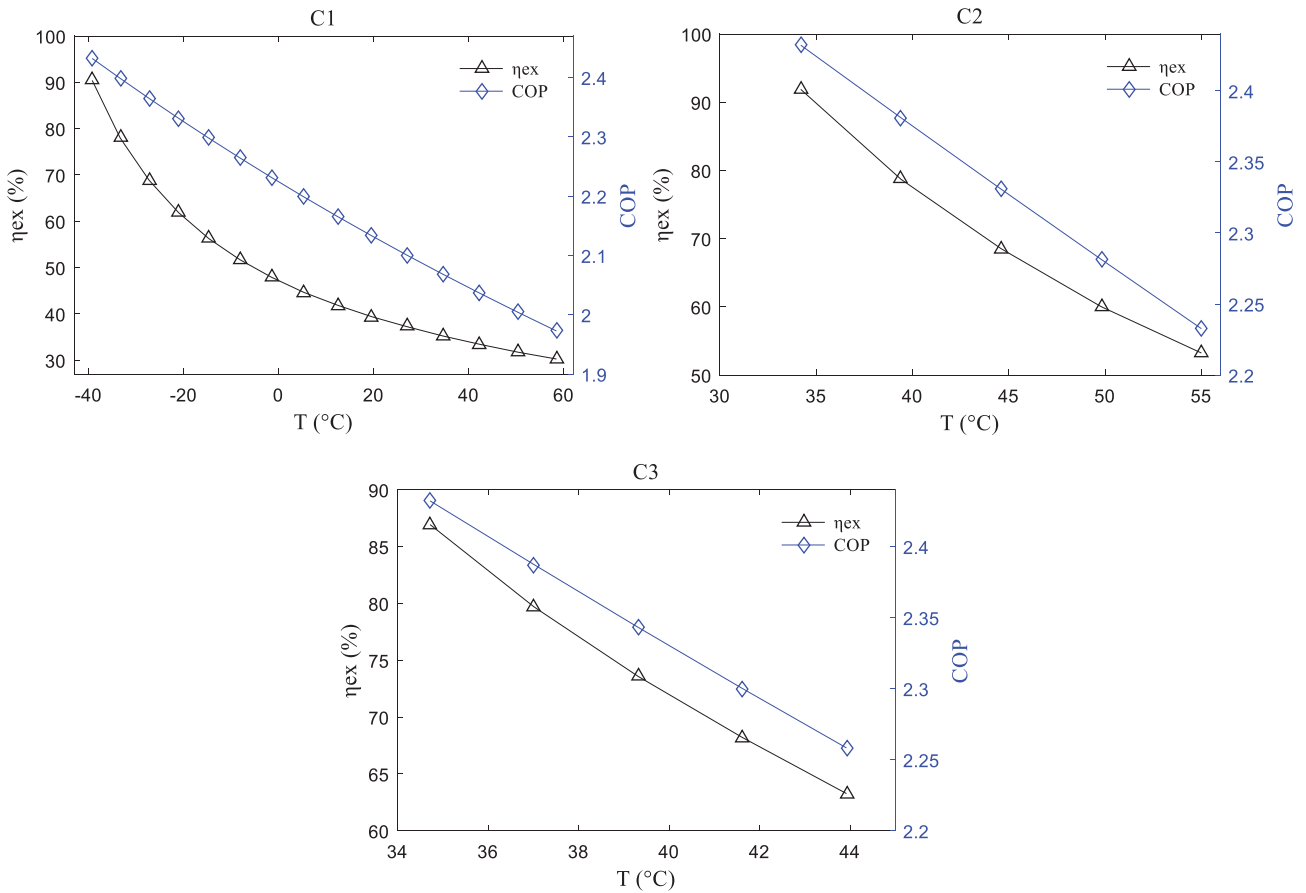 C1
100
90
80
70
60
50
40
30
ηex (%)
2.4
2.3
2.2
2.1
2
1.9
COP
ηex
COP
-40 -20 0 20 40 60
T (°C)
C2
100
90
80
70
60
50
ηex (%)
2.4
2.35
2.3
2.25
2.2
COP
ηex
COP
30 35 40 45 50 55
T (°C)
C3
90
85
80
75
70
65
60
ηex (%)
2.4
2.35
2.3
2.25
2.2
COP
ηex
COP
34 36 38 40 42 44
T (°C)